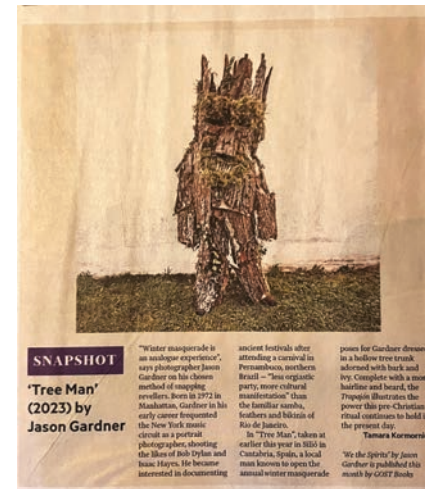 SNAPSHOT
‘Tree Man’
(2023) by
Jason Gardner
“Winter masquerade is
an analogue experience”,
says photographer Jason
Gardner on his chosen
method of snapping
revellers. Born in 1972 in
Manhattan, Gardner in his
early career frequented
the New York music
circuit as a portrait
photographer, shooting
the likes of Bob Dylan and
Isaac Hayes. He became
interested in documenting
ancient festivals after
attending a carnival in
Pernambuco, northern
Brazil — “less orgiastic
party, more cultural
manifestation” than
the familiar samba,
feathers and bikinis of
Rio de Janeiro.
In “Tree Man”, taken at
earlier this year in Silió in
Cantabria, Spain, a local
man known to open the
annual winter masquerade
poses for Gardner dresse
in a hollow tree trunk
adorned with bark and
ivy. Complete with a mo
hairline and beard, the
Trapajón illustrates the
power this pre-Christian
ritual continues to hold i
the present day.
Tamara Kormorni
‘We the Spirits’ by Jason
Gardner is published this
month by GOST Books